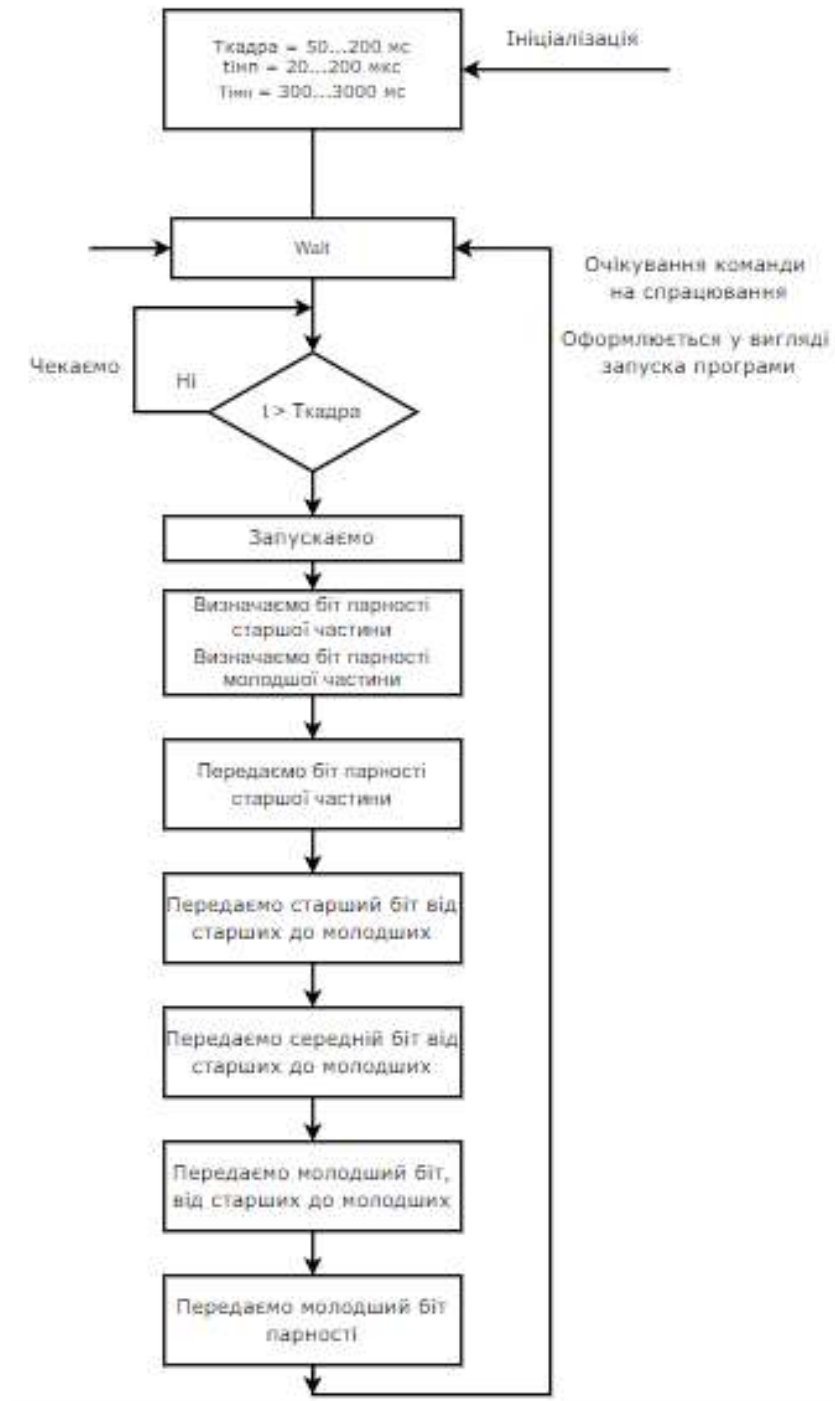 Ткадра = 50...200 мс
tімп = 20...200 мкс
Тімп = 300...3000 мс
Ініціалізація
Wait
Очікування команди
на спрацювання
Оформлюється у вигляді
запуска програми
Чекаємо
Ні
t > Ткадра
Запускаємо
Визначаємо біт парності
старшої частини
Визначаємо біт парності
молодшої частини
Передаємо біт парності
старшої частини
Передаємо старший біт від
старших до молодших
Передаємо середній біт від
старших до молодших
Передаємо молодший біт,
від старших до молодших
Передаємо молодший біт
парності